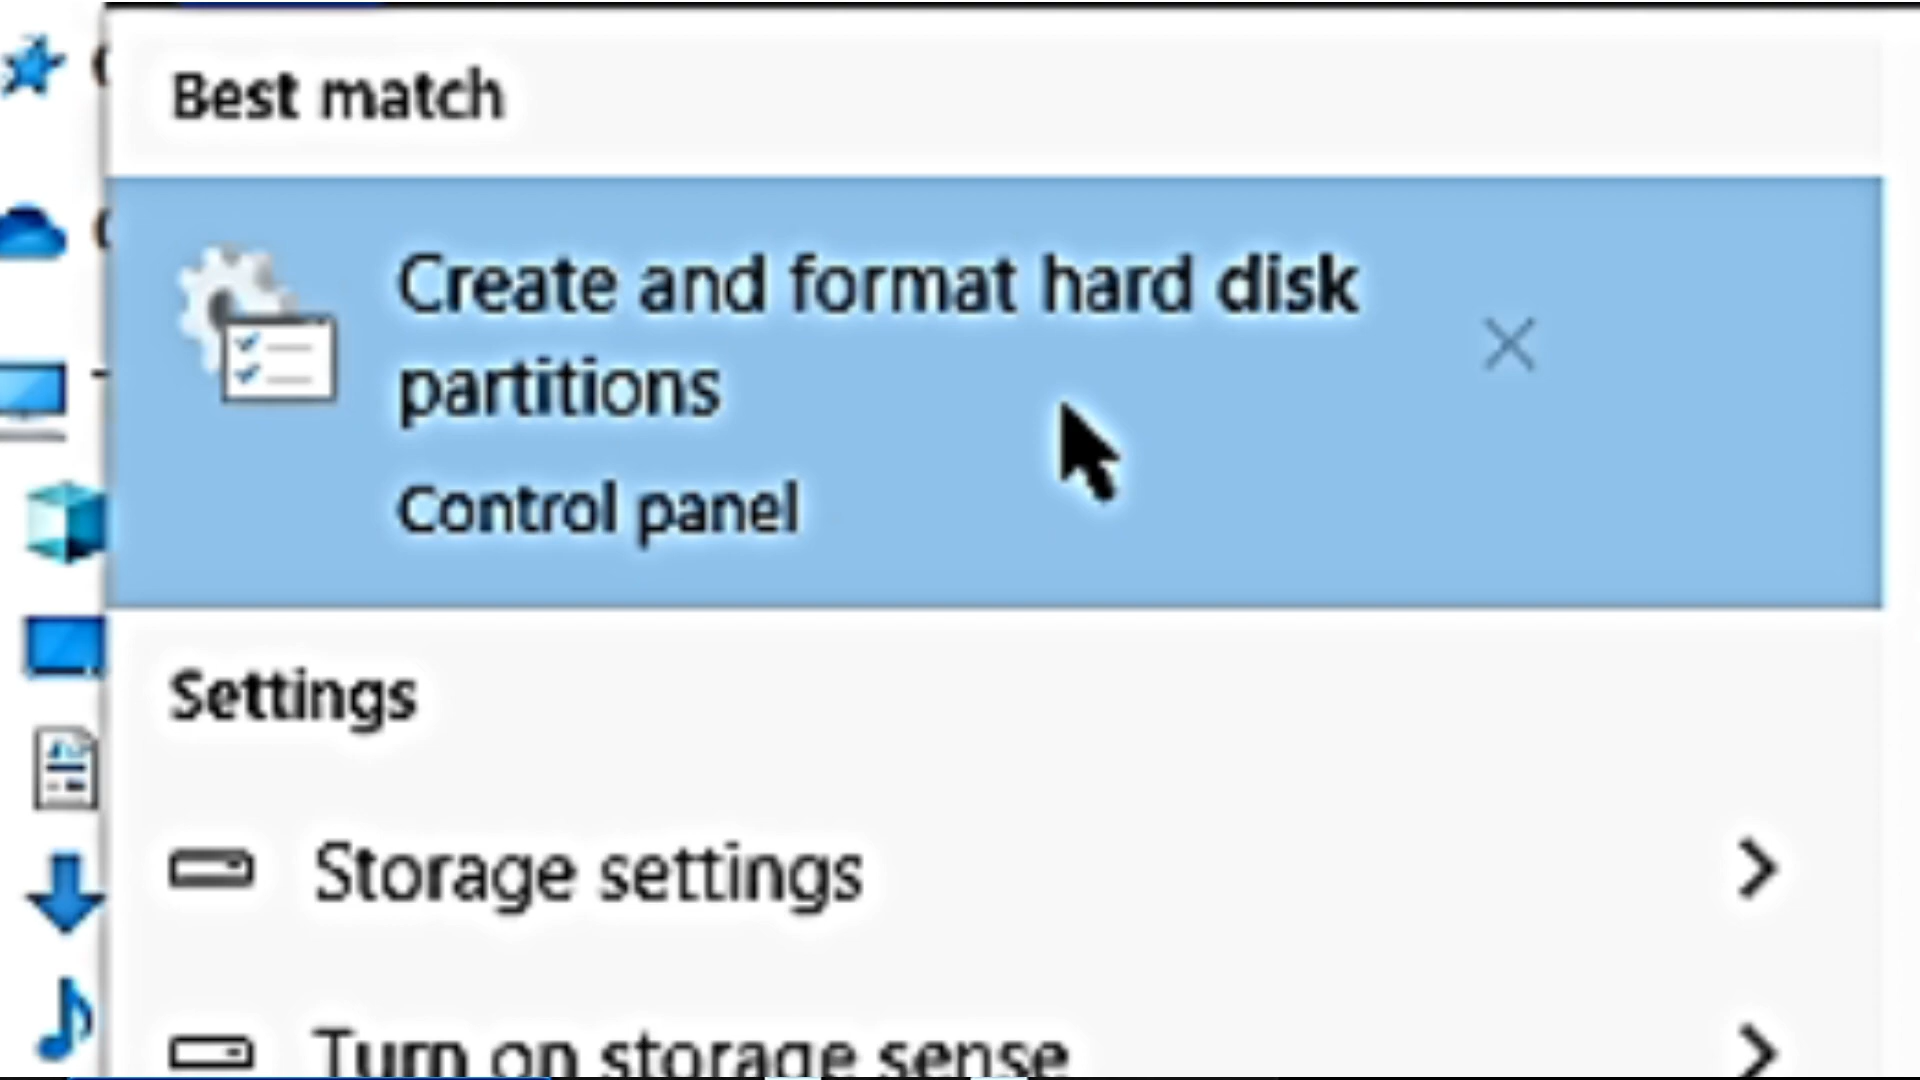 Best match
Create and format hard disk
partitions
Control panel
Settings
Storage settings
Turn on storage sense